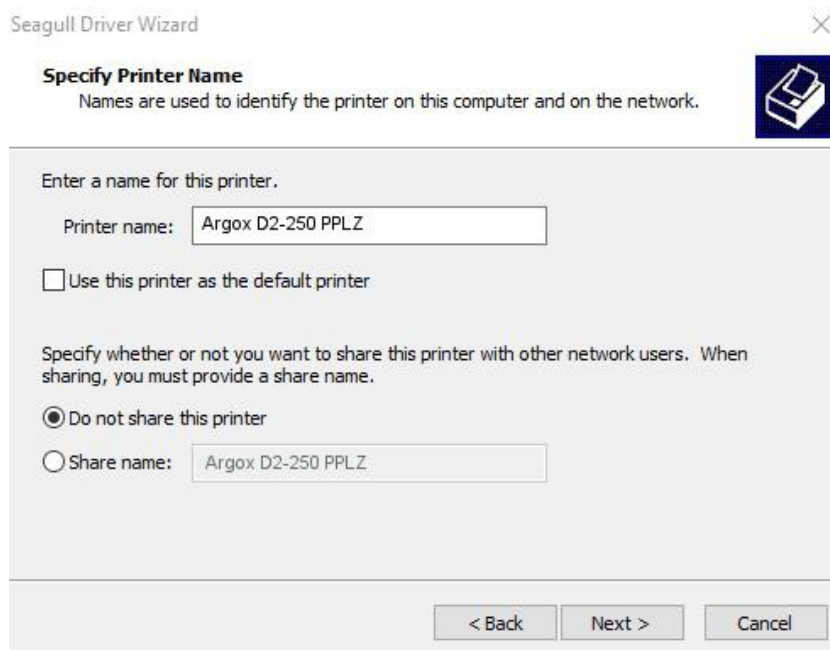 Seagull Driver Wizard
Specify Printer Name
Names are used to identify the printer on this computer and on the network.
Enter a name for this printer.
Printer name: Argox D2-250 PPLZ
Use this printer as the default printer
Specify whether or not you want to share this printer with other network users.  When
sharing, you must provide a share name.
Do not share this printer
Share name: Argox D2-250 PPLZ
< Back Next > Cancel